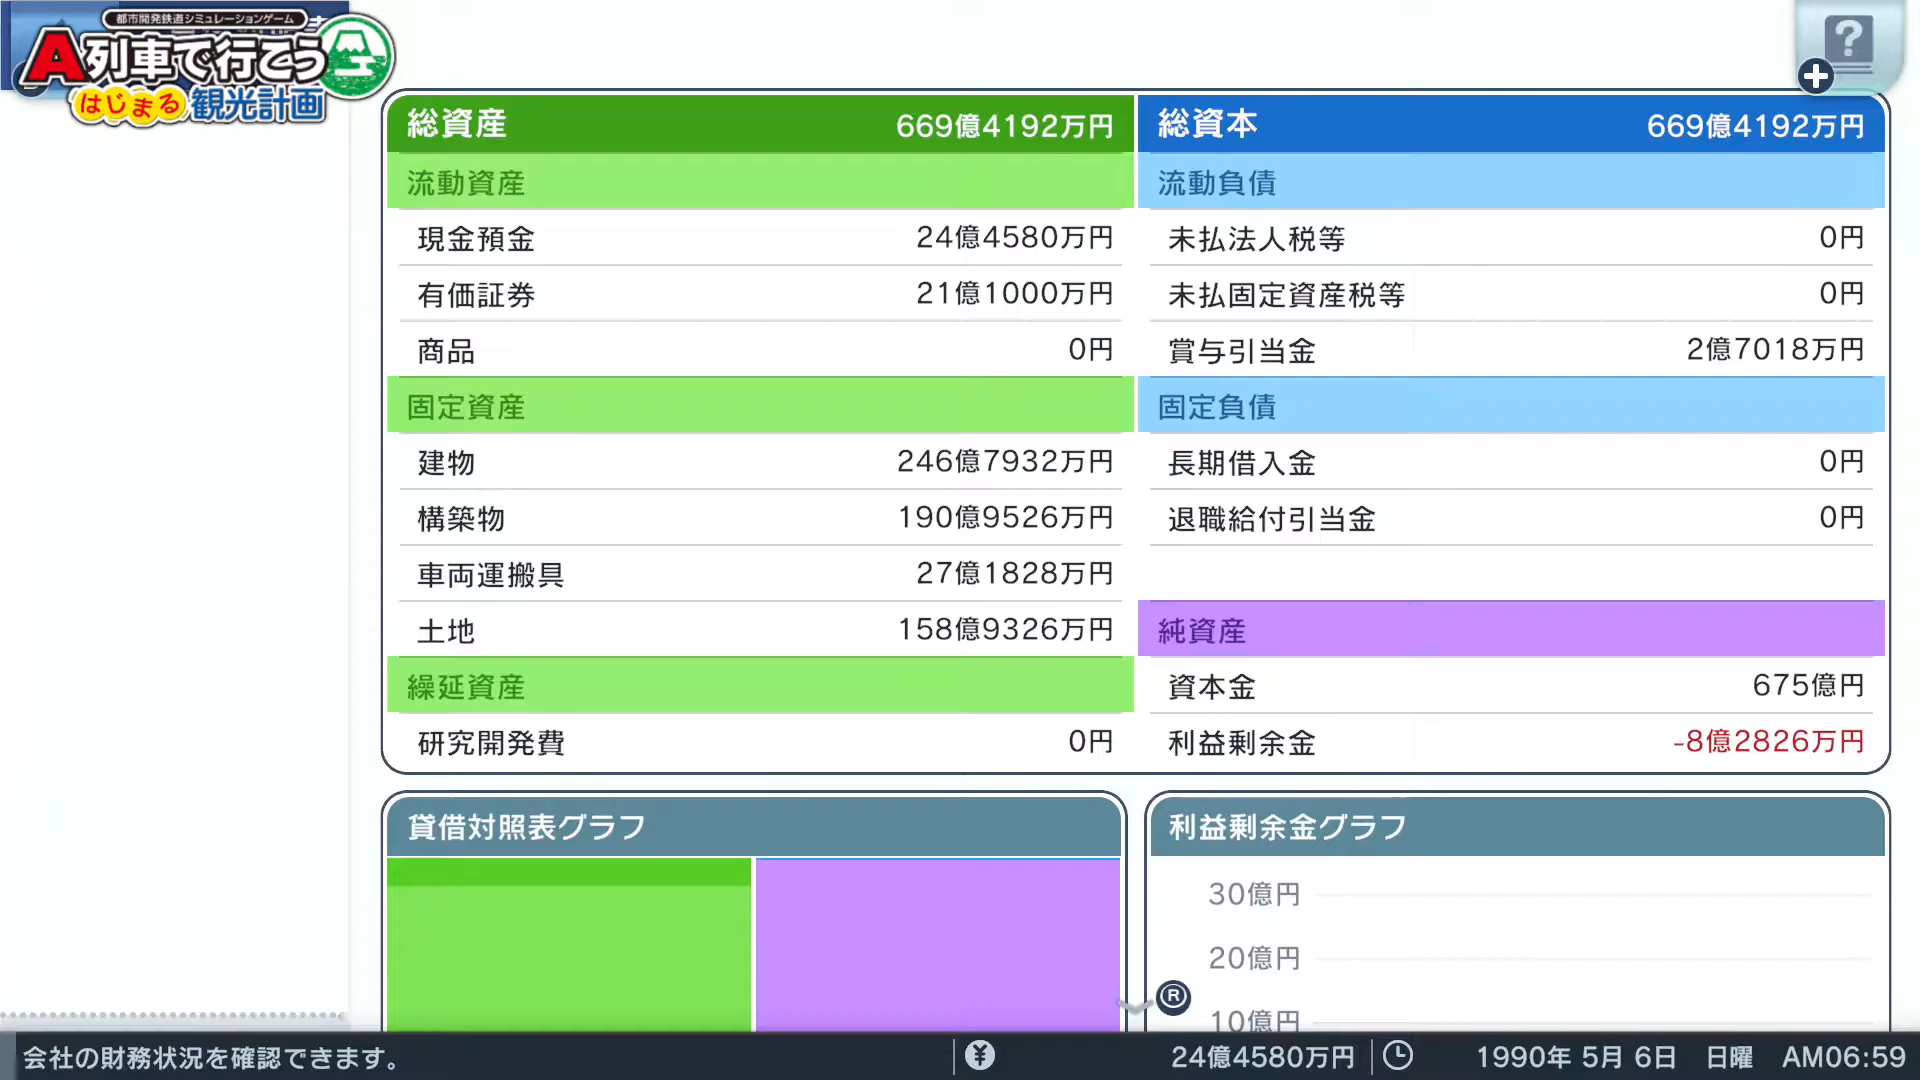 都市開発鉄道シミュレーションゲーム
A列車で行こう
はじまる観光計画
?
総資産 669億4192万円
流動資産
現金預金 24億4580万円
有価証券 21億1000万円
商品 0円
固定資産
建物 246億7932万円
構築物 190億9526万円
車両運搬具 27億1828万円
土地 158億9326万円
繰延資産
研究開発費 0円
総資本 669億4192万円
流動負債
未払法人税等 0円
未払固定資産税等 0円
賞与引当金 2億7018万円
固定負債
長期借入金 0円
退職給付引当金 0円
純資産
資本金 675億円
利益剰余金 -8億2826万円
貸借対照表グラフ
利益剰余金グラフ
30億円
20億円
10億円
R
会社の財務状況を確認できます。
¥ 24億4580万円 1990年 5月 6日 日曜 AM06:59